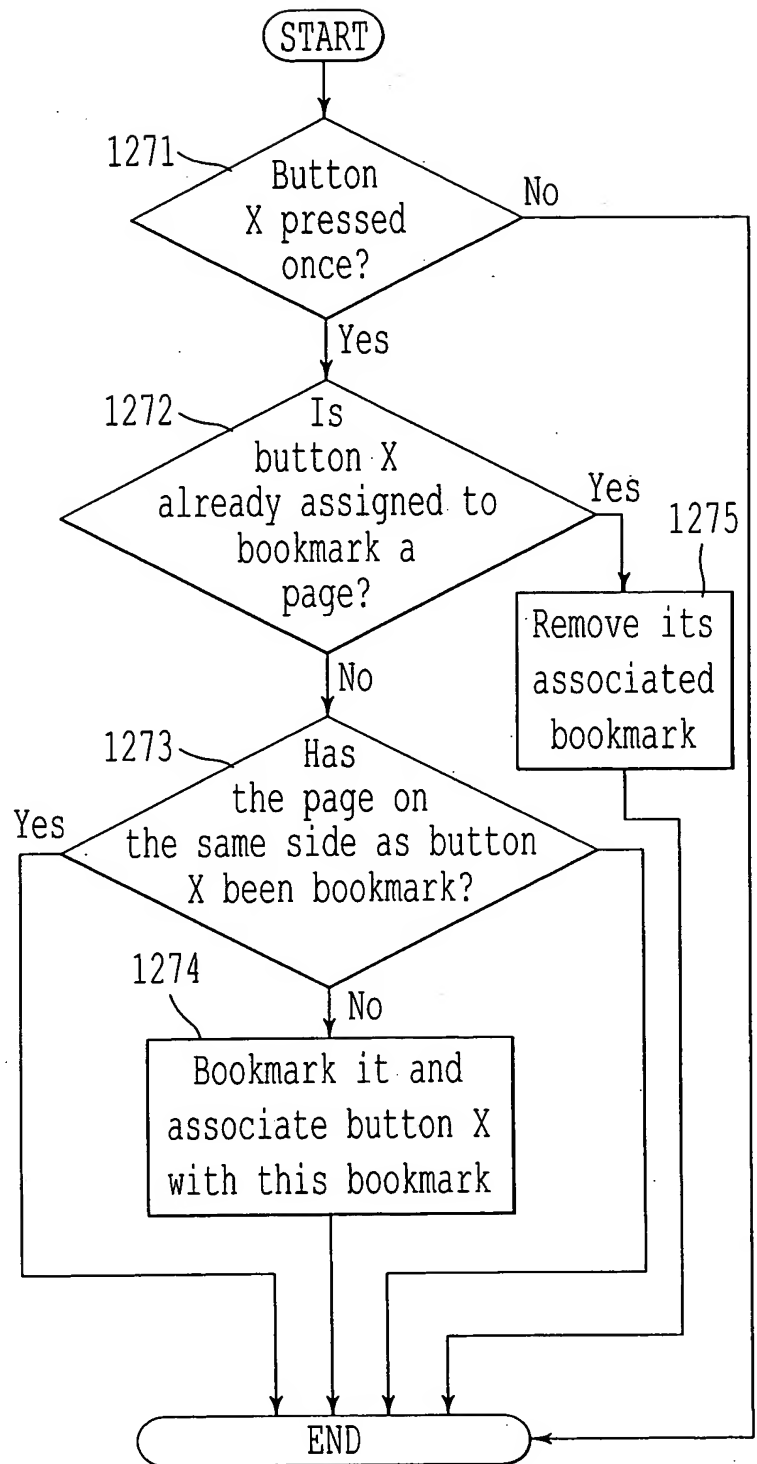 START
1271
Button
X pressed
once?
No
Yes
1272
Is
button X
already assigned to
bookmark a
page?
Yes
1275
Remove its
associated
bookmark
No
1273
Has
the page on
the same side as button
X been bookmark?
Yes
1274
No
Bookmark it and
associate button X
with this bookmark
END